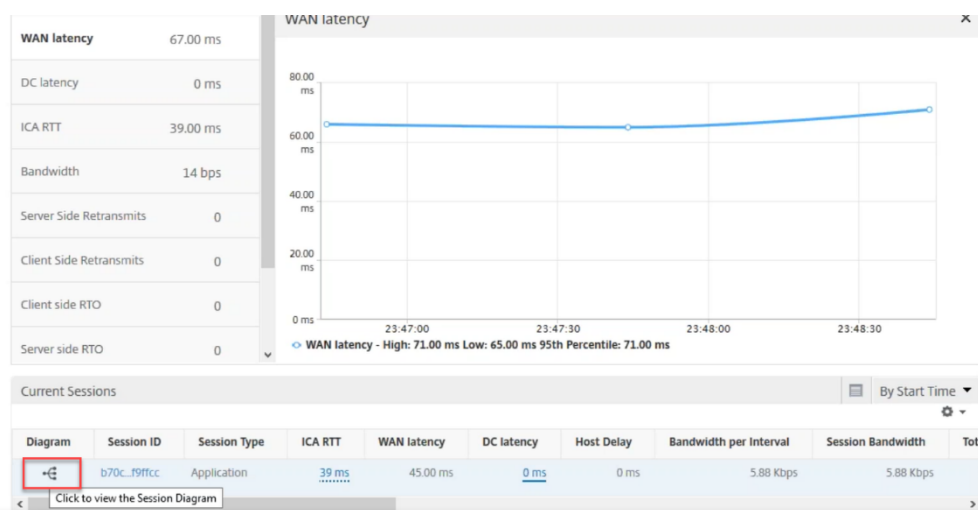 WAN latency
WAN latency 67.00 ms
DC latency 0 ms
ICA RTT 39.00 ms
Bandwidth 14 bps
Server Side Retransmits 0
Client Side Retransmits 0
Client side RTO 0
Server side RTO 0
80.00
ms
60.00
ms
40.00
ms
20.00
ms
0 ms
23:47:00 23:47:30 23:48:00 23:48:30
WAN latency - High: 71.00 ms Low: 65.00 ms 95th Percentile: 71.00 ms
Current Sessions By Start Time
Diagram Session ID Session Type ICA RTT WAN latency DC latency Host Delay Bandwidth per Interval Session Bandwidth Tot
b70c...f9ffcc Application 39 ms 45.00 ms 0 ms 0 ms 5.88 Kbps 5.88 Kbps
Click to view the Session Diagram